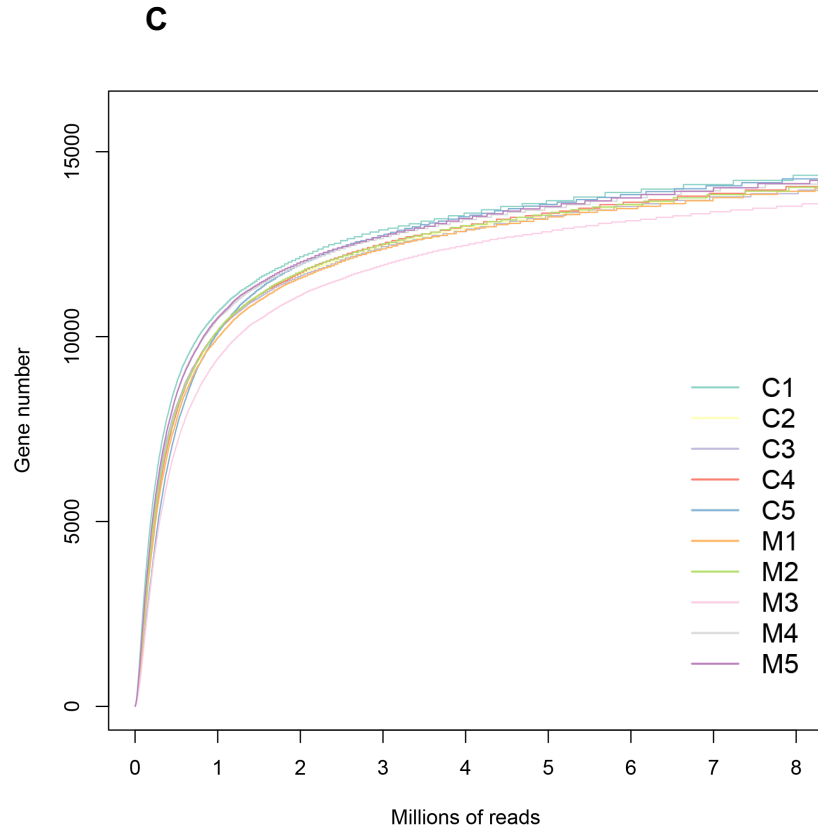 C
15000
10000
5000
0
Gene number
C1
C2
C3
C4
C5
M1
M2
M3
M4
M5
0 1 2 3 4 5 6 7 8
Millions of reads